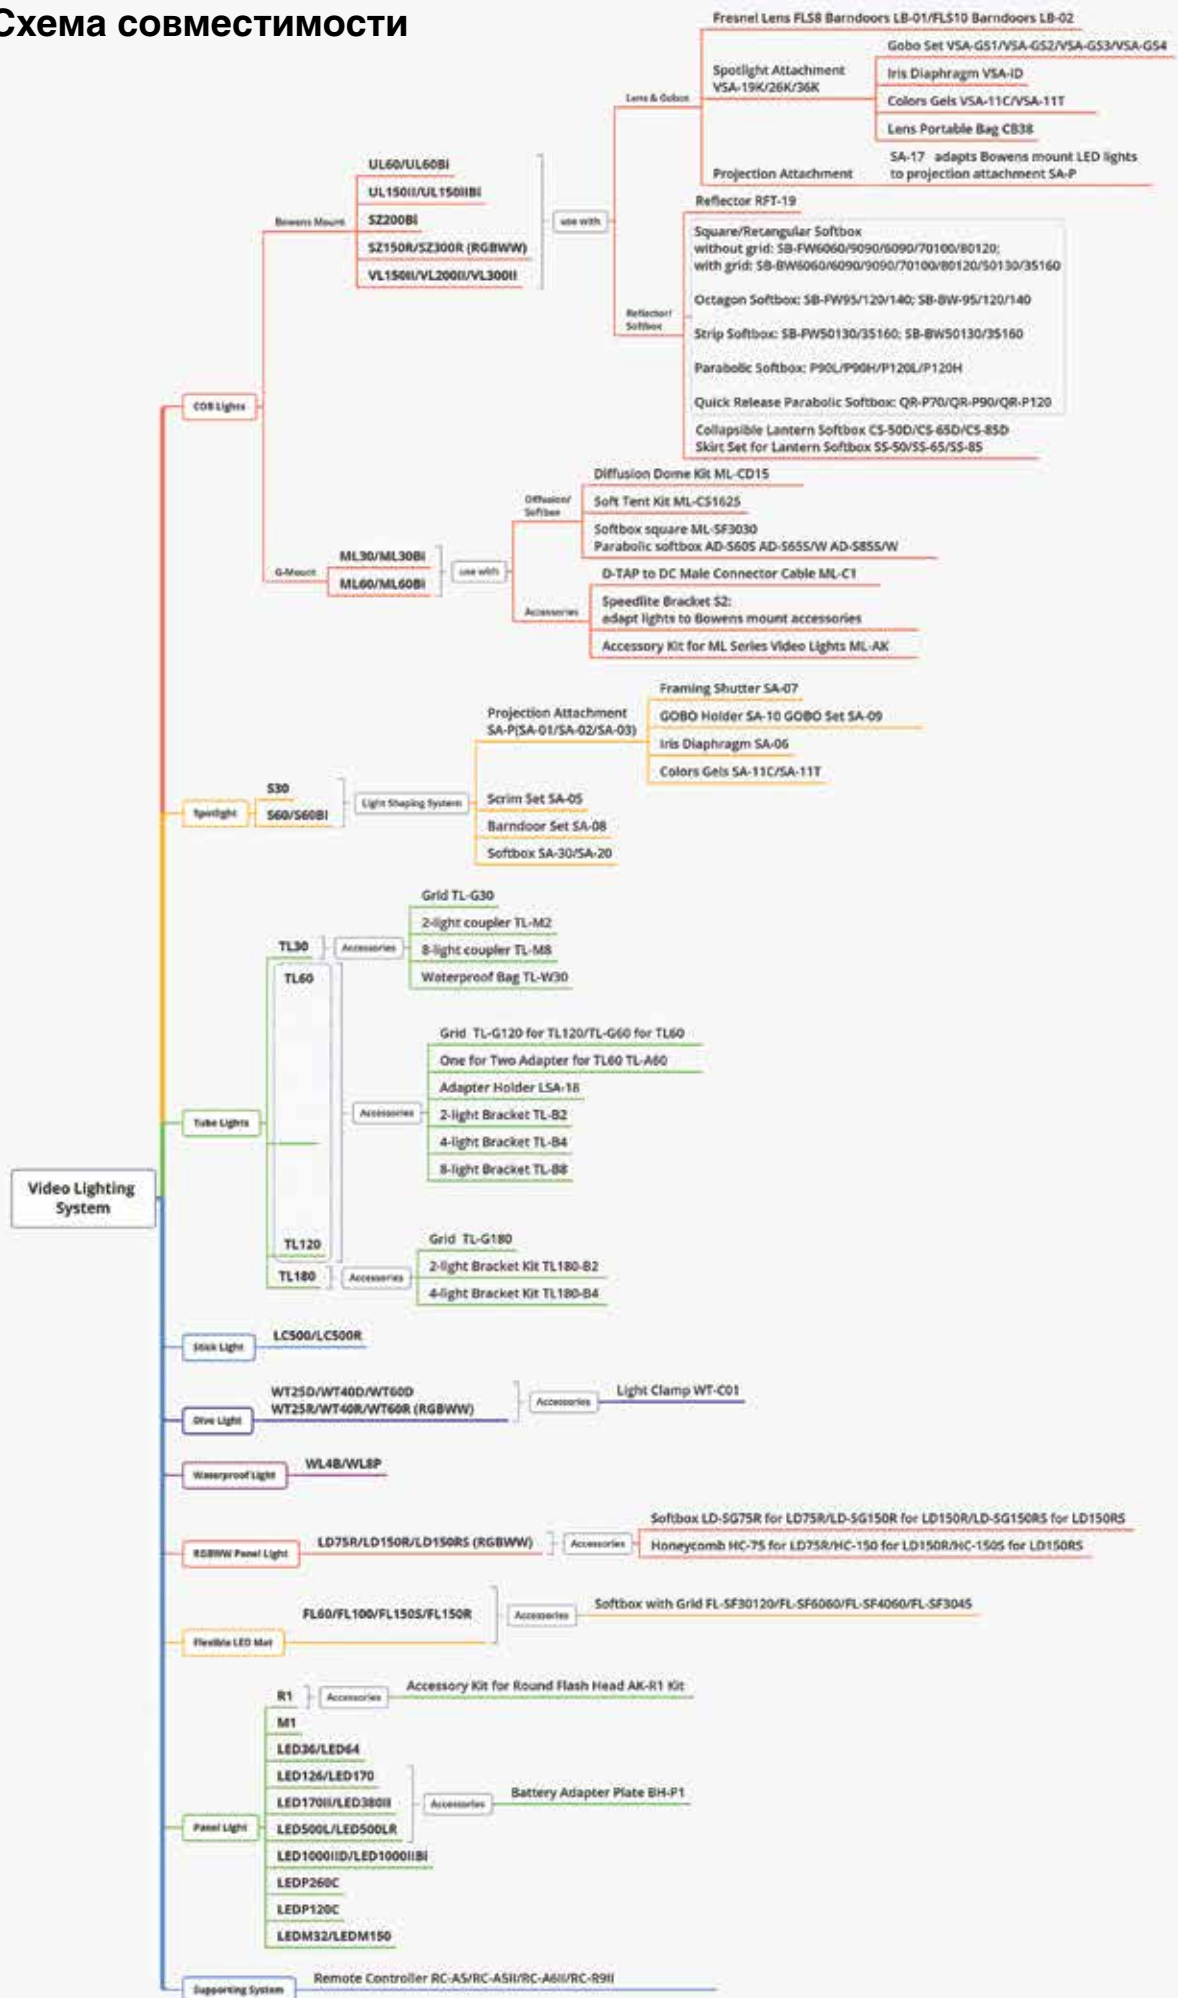 Схема совместимости
Video Lighting
System
COB Lights
Bowens Mount
UL60/UL60Bi
UL150II/UL150IIBi
SZ200Bi
SZ150R/SZ300R (RGBWW)
VL150II/VL200II/VL300II
use with
Lens & Gobos
Fresnel Lens FLS8 Barndoors LB-01/FLS10 Barndoors LB-02
Spotlight Attachment
VSA-19K/26K/36K
Gobo Set VSA-GS1/VSA-GS2/VSA-GS3/VSA-GS4
Iris Diaphragm VSA-ID
Colors Gels VSA-11C/VSA-11T
Lens Portable Bag CB38
Projection Attachment
SA-17 adapts Bowens mount LED lights
to projection attachment SA-P
Reflector/
Softbox
Reflector RFT-19
Square/Retangular Softbox
without grid: SB-FW6060/9090/6090/70100/80120;
with grid: SB-BW6060/6090/9090/70100/80120/50130/35160
Octagon Softbox: SB-FW95/120/140; SB-BW-95/120/140
Strip Softbox: SB-FW50130/35160; SB-BW50130/35160
Parabolic Softbox: P90L/P90H/P120L/P120H
Quick Release Parabolic Softbox: QR-P70/QR-P90/QR-P120
Collapsible Lantern Softbox CS-50D/CS-65D/CS-85D
Skirt Set for Lantern Softbox SS-50/SS-65/SS-85
G-Mount
ML30/ML30Bi
ML60/ML60Bi
use with
Diffusion/
Softbox
Diffusion Dome Kit ML-CD15
Soft Tent Kit ML-CS1625
Softbox square ML-SF3030
Parabolic softbox AD-S60S AD-S65S/W AD-S85S/W
Accessories
D-TAP to DC Male Connector Cable ML-C1
Speedlite Bracket S2:
adapt lights to Bowens mount accessories
Accessory Kit for ML Series Video Lights ML-AK
Spotlight
S30
S60/S60Bi
Light Shaping System
Projection Attachment
SA-P(SA-01/SA-02/SA-03)
Framing Shutter SA-07
GOBO Holder SA-10 GOBO Set SA-09
Iris Diaphragm SA-06
Colors Gels SA-11C/SA-11T
Scrim Set SA-05
Barndoor Set SA-08
Softbox SA-30/SA-20
Tube Lights
TL30
Accessories
Grid TL-G30
2-light coupler TL-M2
8-light coupler TL-M8
Waterproof Bag TL-W30
TL60
TL120
Accessories
Grid TL-G120 for TL120/TL-G60 for TL60
One for Two Adapter for TL60 TL-A60
Adapter Holder LSA-18
2-light Bracket TL-B2
4-light Bracket TL-B4
8-light Bracket TL-B8
TL180
Accessories
Grid TL-G180
2-light Bracket Kit TL180-B2
4-light Bracket Kit TL180-B4
Stick Light
LC500/LC500R
Dive Light
WT25D/WT40D/WT60D
WT25R/WT40R/WT60R (RGBWW)
Accessories
Light Clamp WT-C01
Waterproof Light
WL4B/WL8P
RGBWW Panel Light
LD75R/LD150R/LD150RS (RGBWW)
Accessories
Softbox LD-SG75R for LD75R/LD-SG150R for LD150R/LD-SG150RS for LD150RS
Honeycomb HC-75 for LD75R/HC-150 for LD150R/HC-150S for LD150RS
Flexible LED Mat
FL60/FL100/FL150S/FL150R
Accessories
Softbox with Grid FL-SF30120/FL-SF6060/FL-SF4060/FL-SF3045
Panel Light
R1
Accessories
Accessory Kit for Round Flash Head AK-R1 Kit
M1
LED36/LED64
LED126/LED170
LED170II/LED380II
LED500L/LED500LR
Accessories
Battery Adapter Plate BH-P1
LED1000IID/LED1000IIBi
LEDP260C
LEDP120C
LEDM32/LEDM150
Supporting System
Remote Controller RC-A5/RC-A5II/RC-A6II/RC-R9II